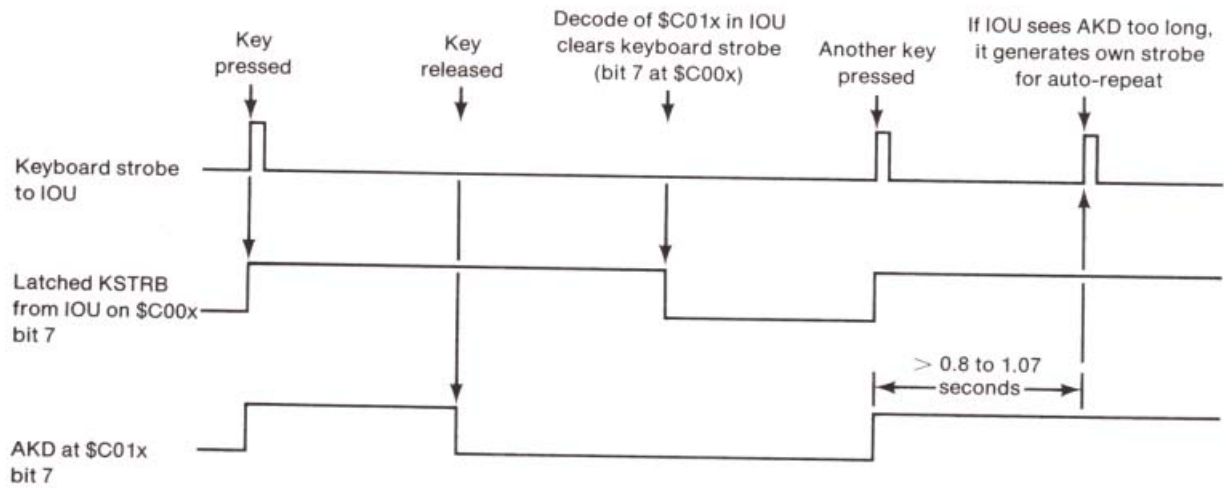 Key
pressed
Key
released
Decode of $C01x in IOU
clears keyboard strobe
(bit 7 at $C00x)
Another key
pressed
If IOU sees AKD too long,
it generates own strobe
for auto-repeat
Keyboard strobe
to IOU
Latched KSTRB
from IOU on $C00x
bit 7
> 0.8 to 1.07
seconds
AKD at $C01x
bit 7